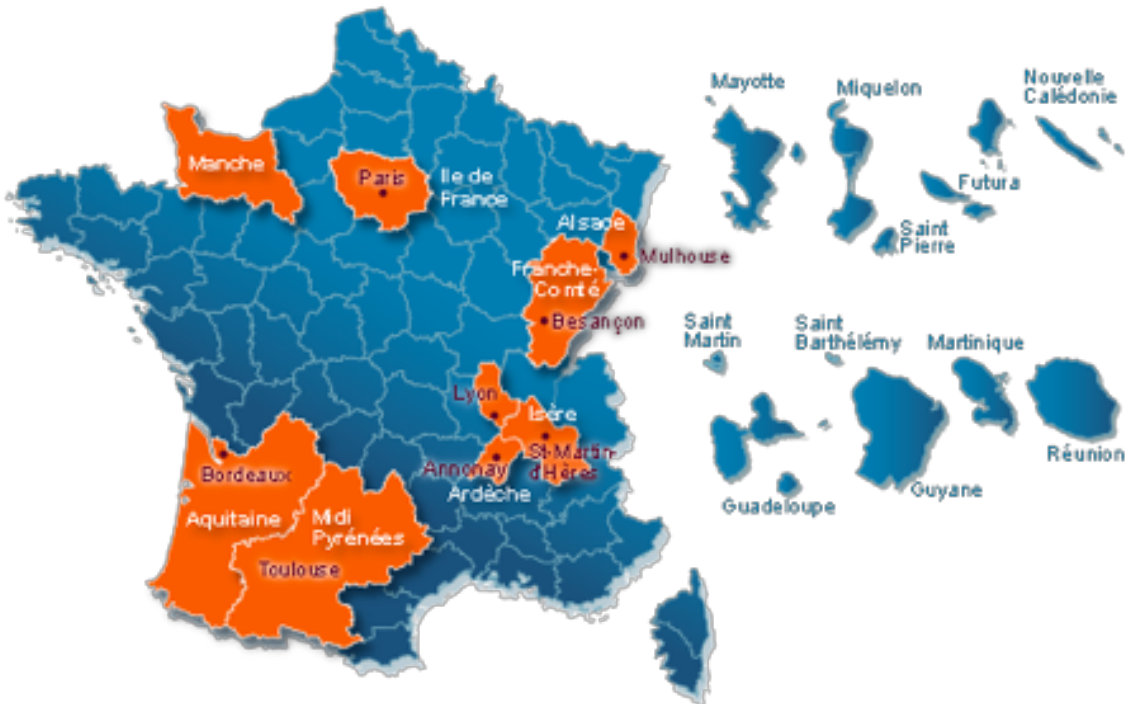 Manche
Paris
Ile de
France
Alsace
Mulhouse
Franche-
Comté
Besançon
Lyon
Isère
St-Martin-
d'Hères
Annonay
Ardèche
Bordeaux
Aquitaine
Midi
Pyrénées
Toulouse
Mayotte
Miquelon
Nouvelle
Calédonie
Futura
Saint
Pierre
Saint
Martin
Saint
Barthélémy
Martinique
Réunion
Guadeloupe
Guyane